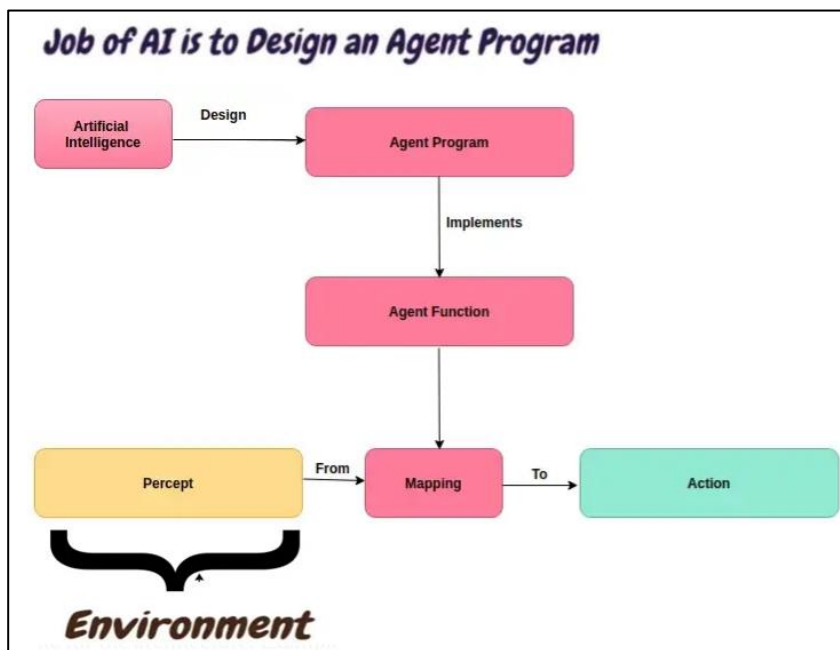 Job of AI is to Design an Agent Program
Artificial
Intelligence
Design
Agent Program
Implements
Agent Function
Percept
From
Mapping
To
Action
Environment